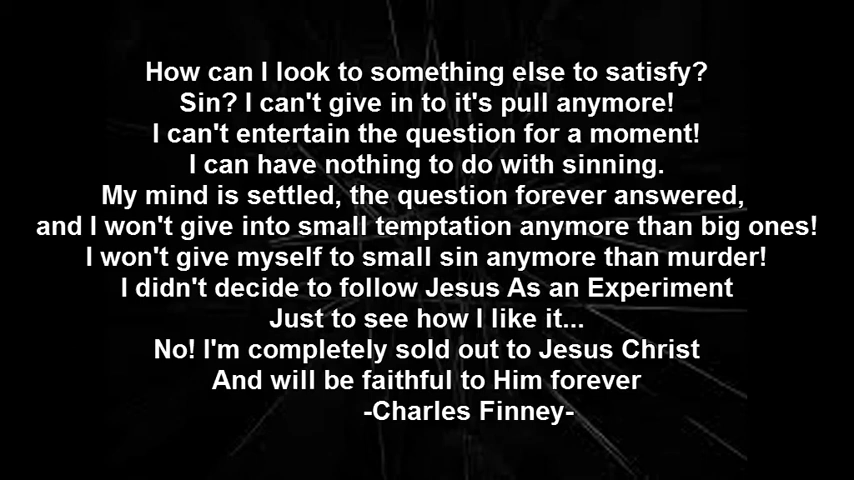 How can I look to something else to satisfy?
Sin? I can't give in to it's pull anymore!
I can't entertain the question for a moment!
I can have nothing to do with sinning.
My mind is settled, the question forever answered,
and I won't give into small temptation anymore than big ones!
I won't give myself to small sin anymore than murder!
I didn't decide to follow Jesus As an Experiment
Just to see how I like it...
No! I'm completely sold out to Jesus Christ
And will be faithful to Him forever
-Charles Finney-